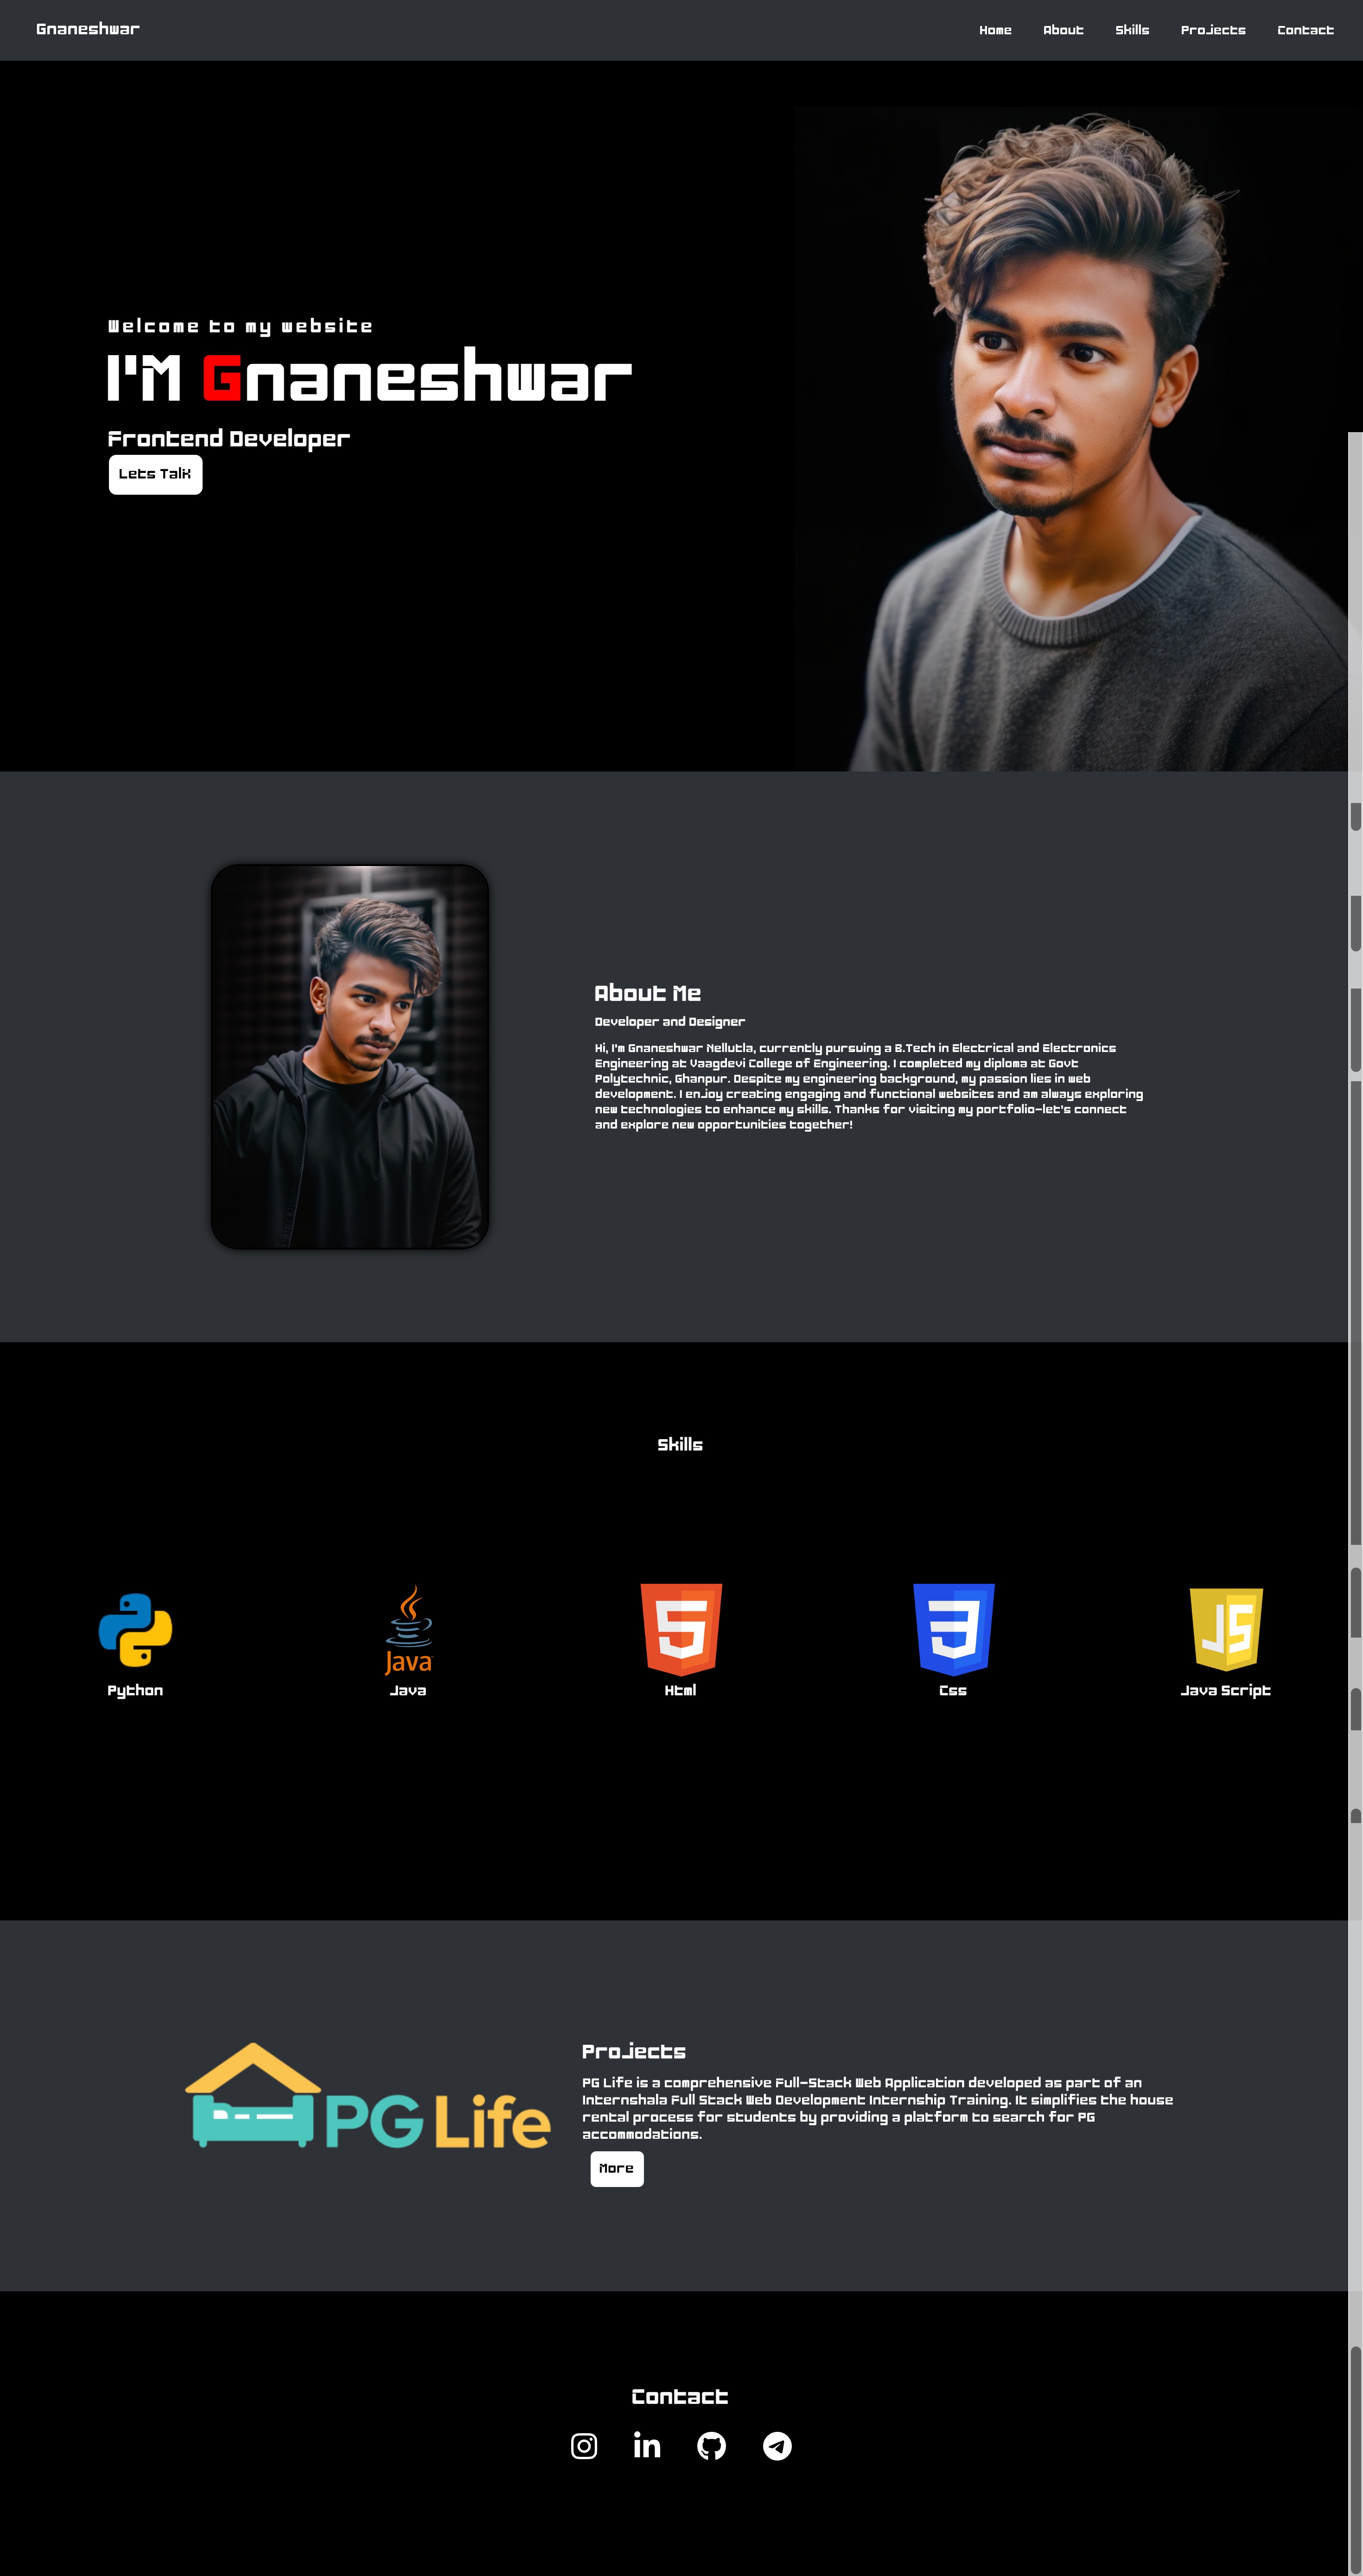 Gnaneshwar
Home About Skills Projects Contact
Welcome to my website
I'M Gnaneshwar
Frontend Developer
Lets Talk
About Me
Developer and Designer
Hi, I'm Gnaneshwar Nellutla, currently pursuing a B.Tech in Electrical and Electronics
Engineering at Vaagdevi College of Engineering. I completed my diploma at Govt
Polytechnic, Ghanpur. Despite my engineering background, my passion lies in web
development. I enjoy creating engaging and functional websites and am always exploring
new technologies to enhance my skills. Thanks for visiting my portfolio-let's connect
and explore new opportunities together!
Skills
Java
JS
Python Java Html Css Java Script
PG Life
Projects
PG Life is a comprehensive Full-Stack Web Application developed as part of an
Internshala Full Stack Web Development Internship Training. It simplifies the house
rental process for students by providing a platform to search for PG
accommodations.
More
Contact
in